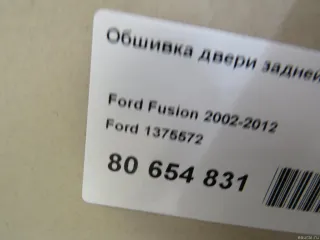 Обшивка двери задней
Ford Fusion 2002-2012
Ford 1375572
80 654 831